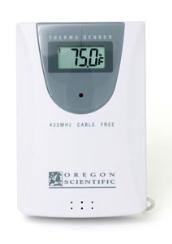 THERMO SENSOR
75.0°F
433MHz CABLE FREE
OREGON
SCIENTIFIC